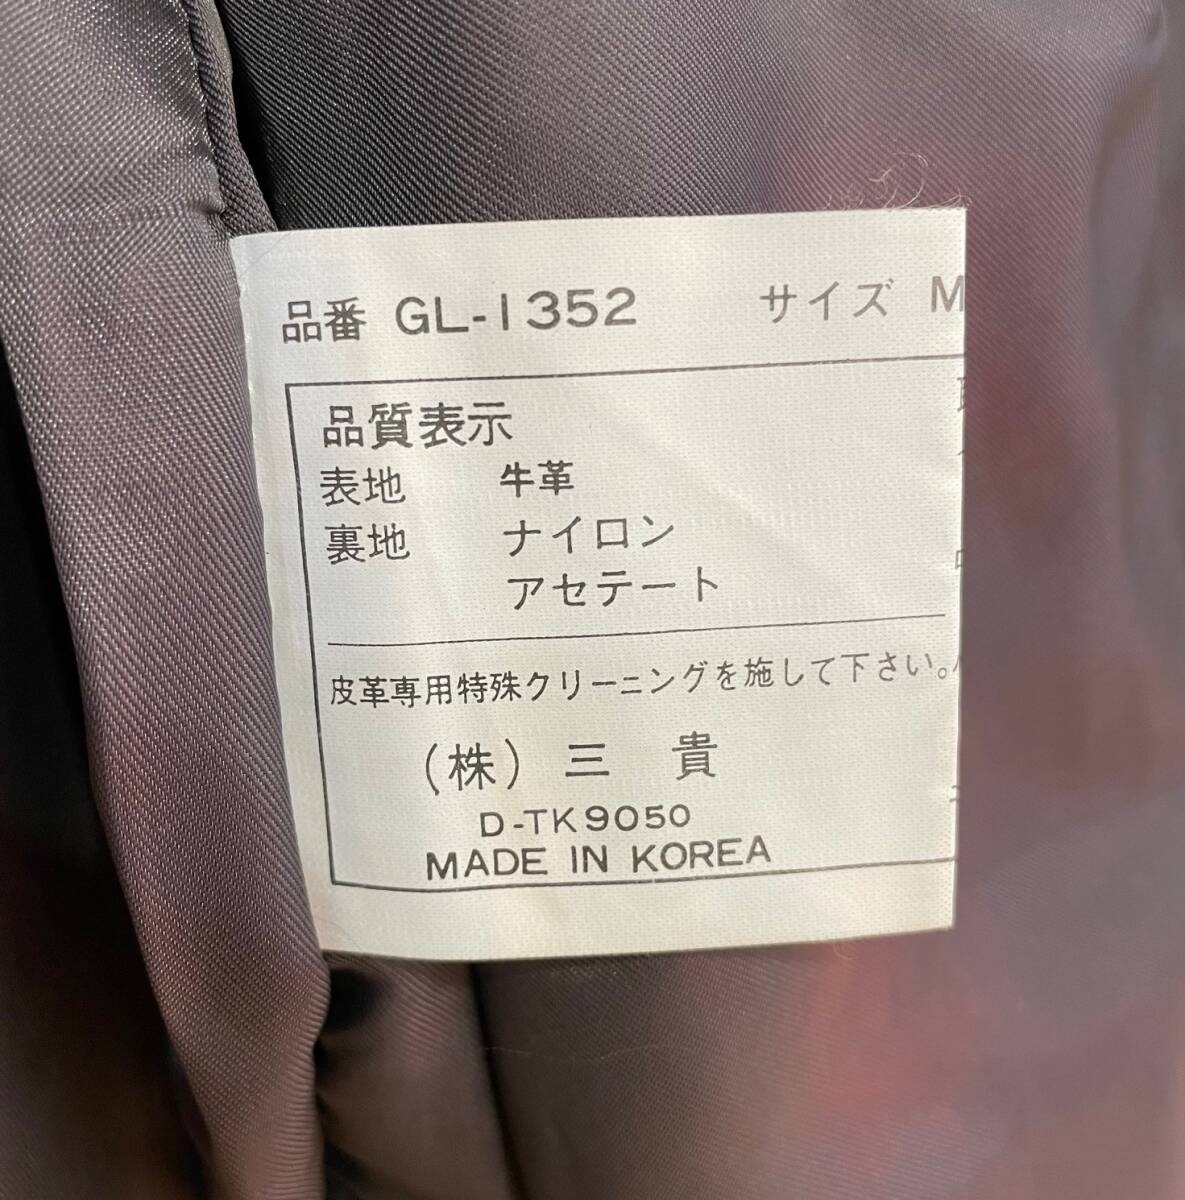 品番 GL-1352 サイズ M
品質表示
表地 牛革
裏地 ナイロン
アセテート
皮革専用特殊クリーニングを施して下さい。
(株) 三 貴
D-TK9050
MADE IN KOREA